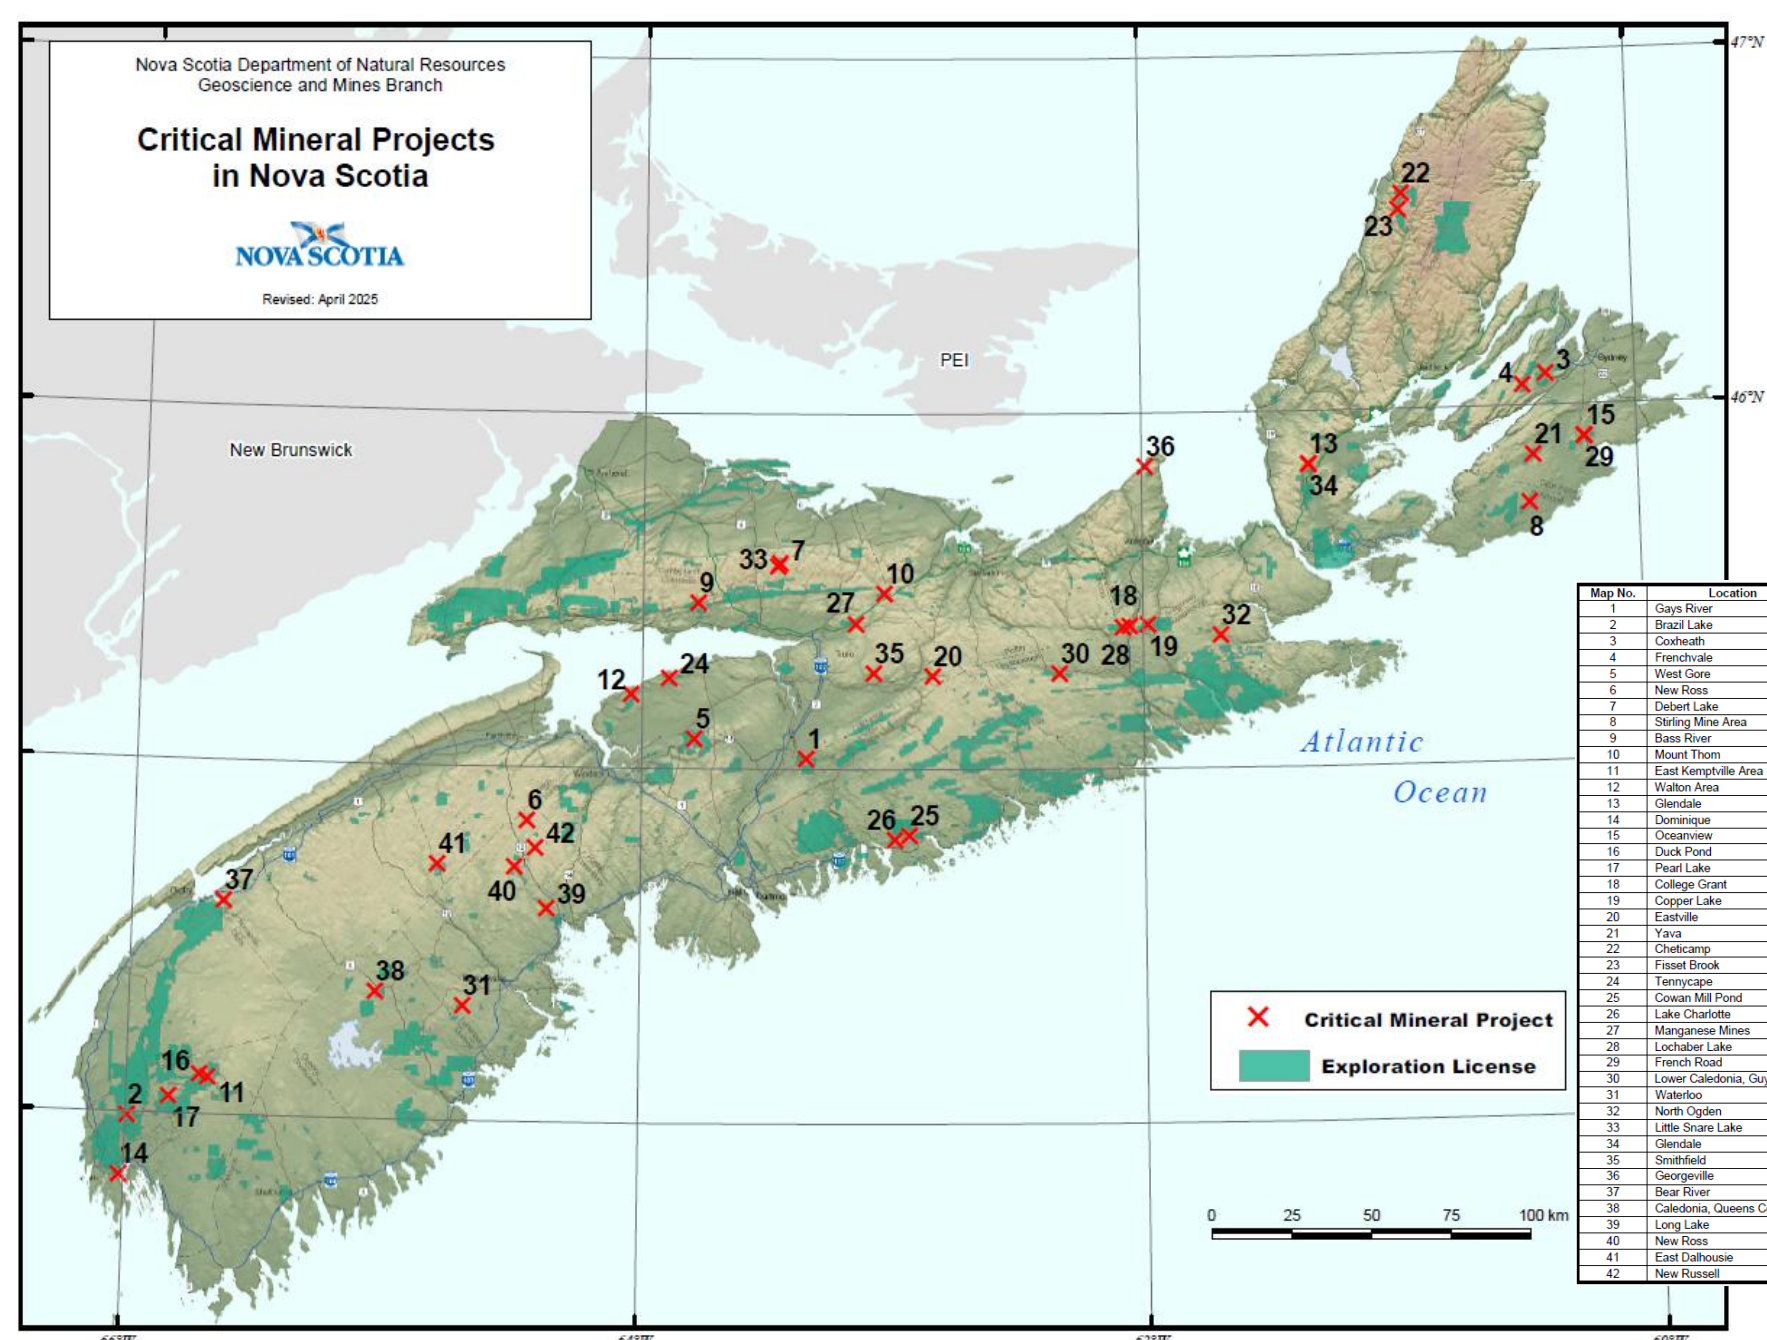 Nova Scotia Department of Natural Resources
Geoscience and Mines Branch
Critical Mineral Projects
in Nova Scotia
NOVA SCOTIA
Revised: April 2025
47°N
46°N
PEI
New Brunswick
Atlantic
Ocean
Sydney
22
23
3
4
15
21
29
13
34
8
36
33
7
9
10
27
18
32
28
19
30
20
35
24
12
5
1
6
42
41
40
39
26
25
37
38
31
16
11
2
17
14
Critical Mineral Project
Exploration License
0 25 50 75 100 km
Map No. Location
1 Gays River
2 Brazil Lake
3 Coxheath
4 Frenchvale
5 West Gore
6 New Ross
7 Debert Lake
8 Stirling Mine Area
9 Bass River
10 Mount Thom
11 East Kemptville Area
12 Walton Area
13 Glendale
14 Dominique
15 Oceanview
16 Duck Pond
17 Pearl Lake
18 College Grant
19 Copper Lake
20 Eastville
21 Yava
22 Cheticamp
23 Fisset Brook
24 Tennycape
25 Cowan Mill Pond
26 Lake Charlotte
27 Manganese Mines
28 Lochaber Lake
29 French Road
30 Lower Caledonia, Guy
31 Waterloo
32 North Ogden
33 Little Snare Lake
34 Glendale
35 Smithfield
36 Georgeville
37 Bear River
38 Caledonia, Queens C
39 Long Lake
40 New Ross
41 East Dalhousie
42 New Russell